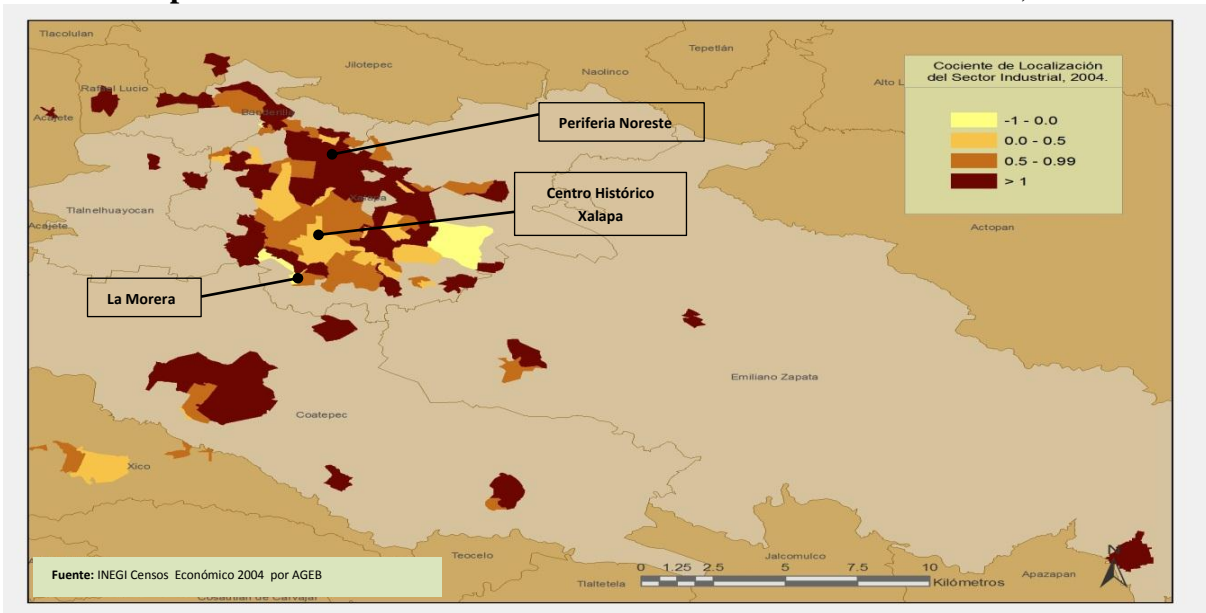 Tlacolulan
Tepetlán
Jilotepec
Naolinco
Alto L
Cociente de Localización
del Sector Industrial, 2004.
-1 - 0.0
0.0 - 0.5
0.5 - 0.99
> 1
Rafael Lucio
Acajete
Banderilla
Periferia Noreste
Centro Histórico
Xalapa
Xalapa
Tlalnelhuayocan
Acajete
Actopan
La Morera
Emiliano Zapata
Coatepec
Xico
Teocelo
Jalcomulco
N
Fuente: INEGI Censos Económico 2004 por AGEB
0 1.25 2.5 5 7.5 10
Kilómetros
Tlaltetela
Apazapan
Cosautlán de Carvajal